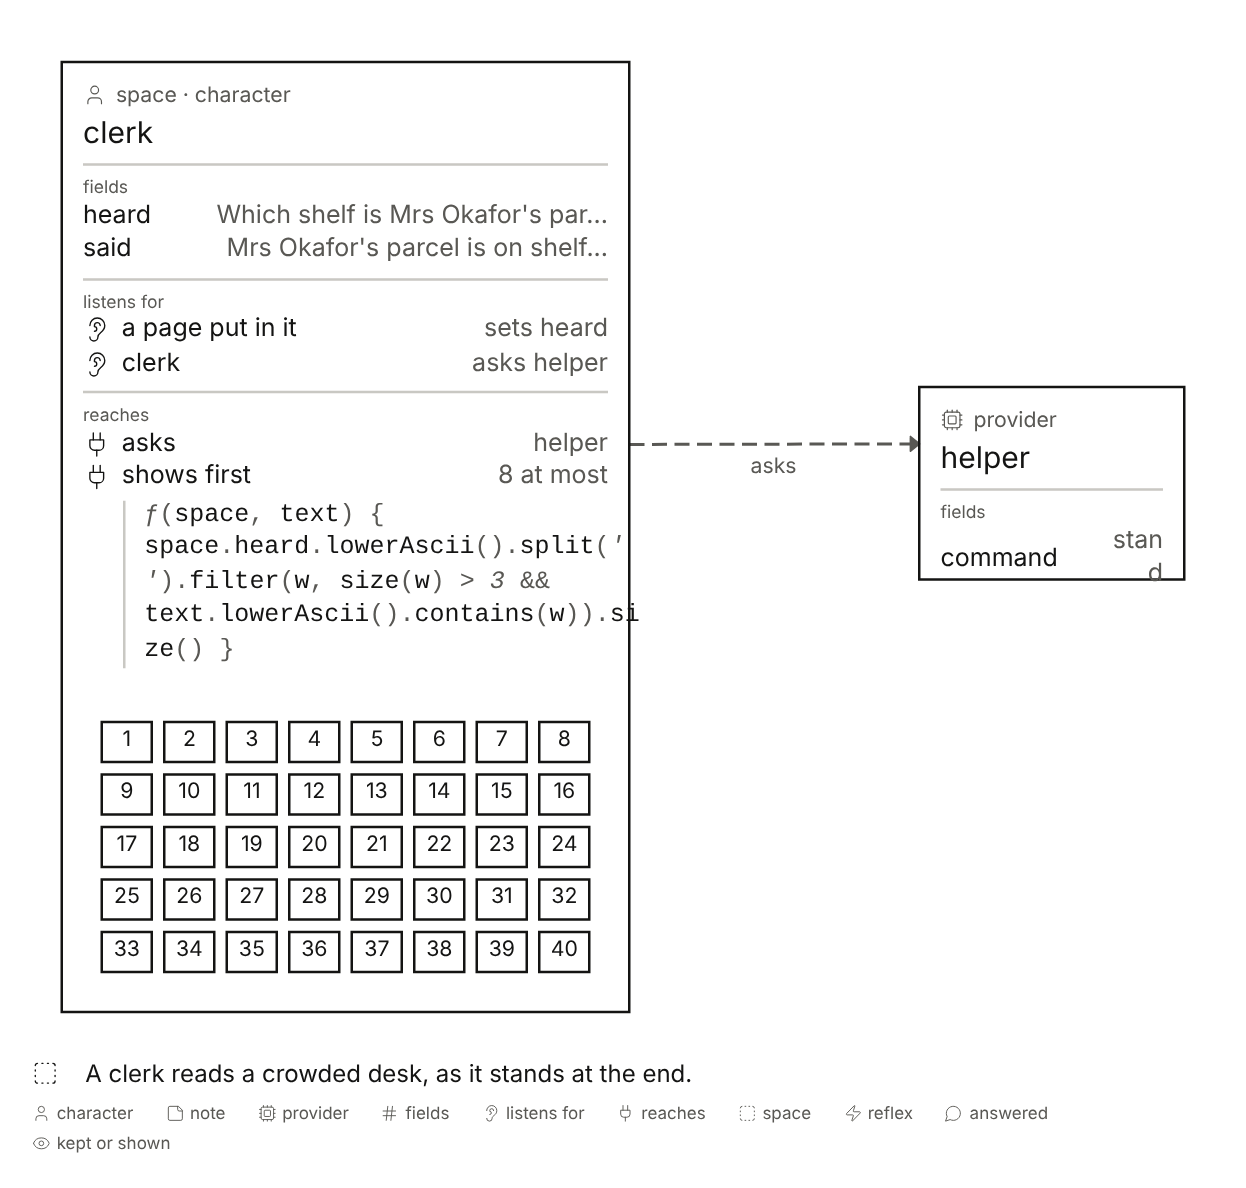 space · character
clerk
fields
heard Which shelf is Mrs Okafor's par...
said Mrs Okafor's parcel is on shelf...
listens for
a page put in it sets heard
clerk asks helper
reaches
asks helper
shows first 8 at most
ƒ(space, text) {
space.heard.lowerAscii().split('
').filter(w, size(w) > 3 &&
text.lowerAscii().contains(w)).si
ze() }
asks
provider
helper
fields
command stan
d
1 2 3 4 5 6 7 8
9 10 11 12 13 14 15 16
17 18 19 20 21 22 23 24
25 26 27 28 29 30 31 32
33 34 35 36 37 38 39 40
A clerk reads a crowded desk, as it stands at the end.
character note provider fields listens for reaches space reflex answered
kept or shown